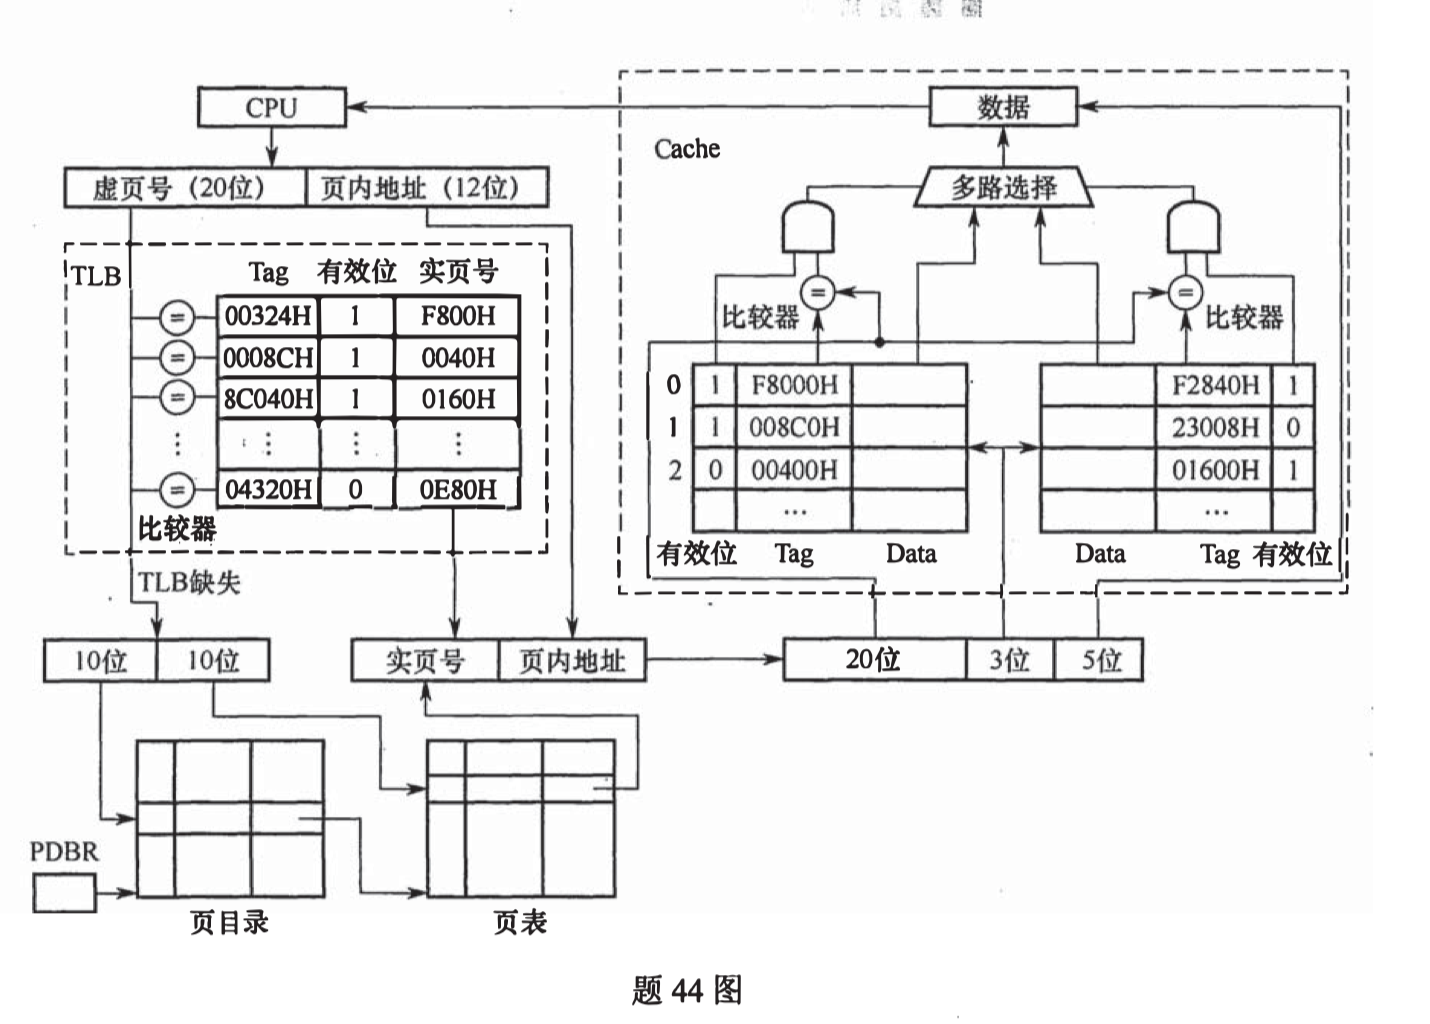 CPU
数据
Cache
虚页号（20位） 页内地址（12位）
多路选择
TLB
Tag 有效位 实页号
= 00324H 1 F800H
= 0008CH 1 0040H
= 8C040H 1 0160H
⋮ ⋮ ⋮ ⋮
= 04320H 0 0E80H
比较器
= =
比较器 比较器
0 1 F8000H F2840H 1
1 1 008C0H 23008H 0
2 0 00400H 01600H 1
… …
有效位 Tag Data Data Tag 有效位
TLB缺失
10位 10位
实页号 页内地址
20位 3位 5位
PDBR
页目录 页表
题 44 图